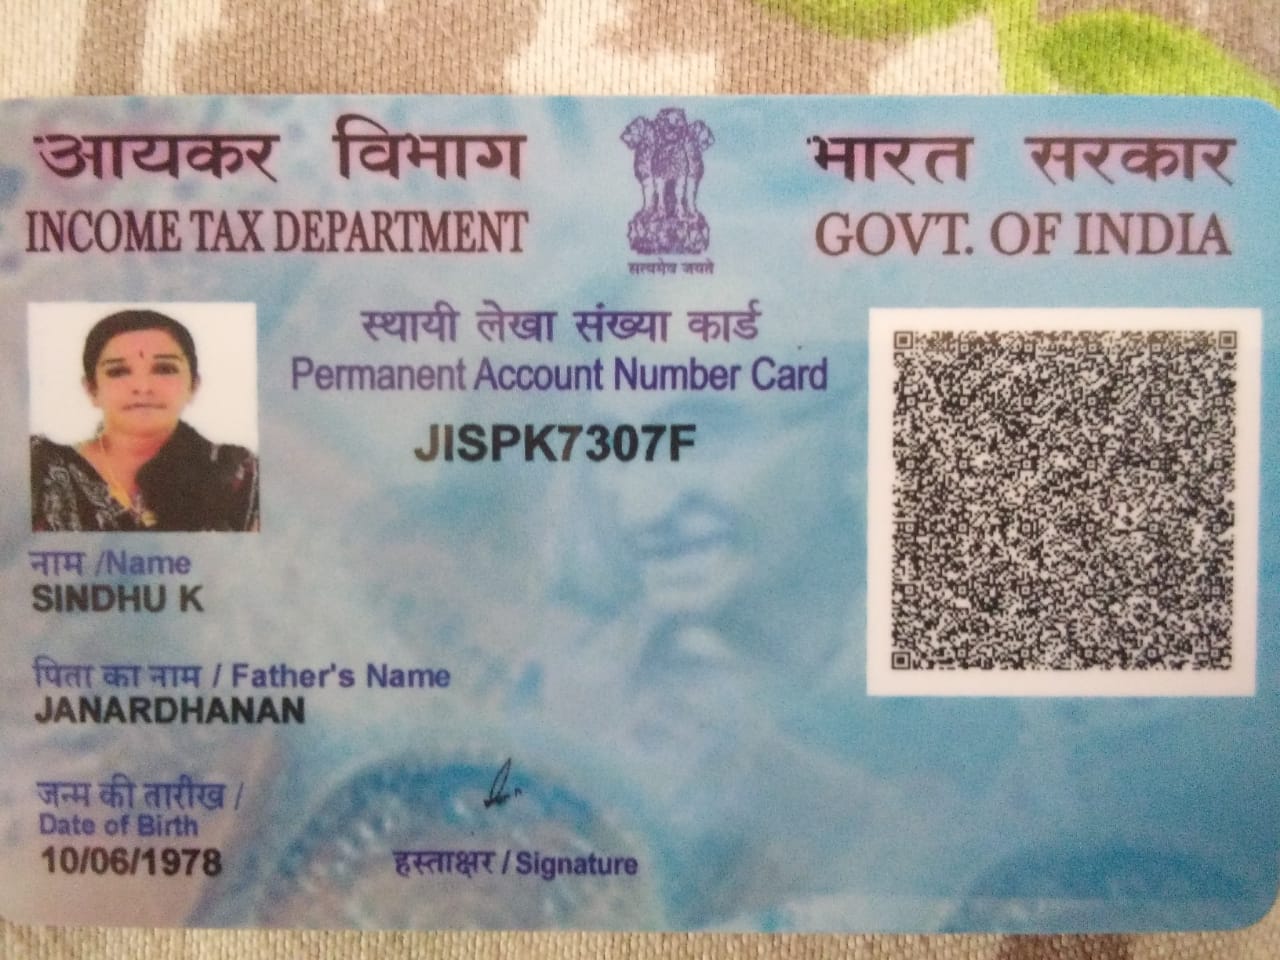 आयकर विभाग
INCOME TAX DEPARTMENT
सत्यमेव जयते
भारत सरकार
GOVT. OF INDIA
स्थायी लेखा संख्या कार्ड
Permanent Account Number Card
JISPK7307F
नाम /Name
SINDHU K
पिता का नाम / Father's Name
JANARDHANAN
जन्म की तारीख /
Date of Birth
10/06/1978
हस्ताक्षर / Signature